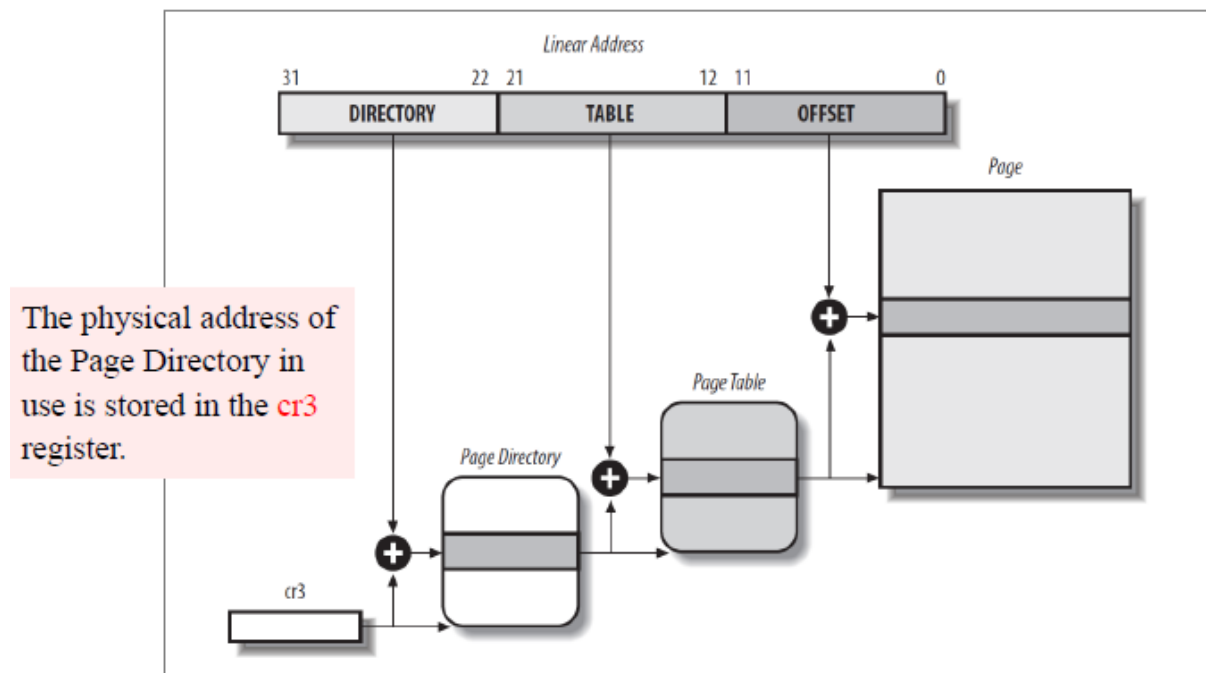 Linear Address
31 22 21 12 11 0
DIRECTORY TABLE OFFSET
Page
The physical address of
the Page Directory in
use is stored in the cr3
register.
Page Table
Page Directory
cr3